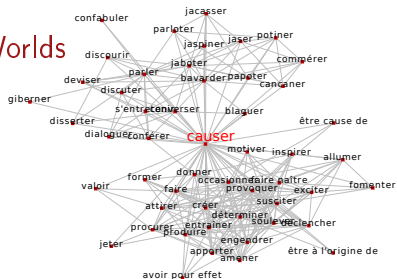 jacasser
confabuler
parloter
Worlds
jaspiner
jaser
potiner
discourir
jaboter
commérer
parler
bavarder
papoter
deviser
cancaner
discuter
giberner
s'entretenir
converser
blaguer
disserter
être cause de
dialoguer
conférer
causer
motiver
inspirer
allumer
donner
former
occasionner
faire naître
valoir
faire
provoquer
exciter
fomenter
susciter
attirer
créer
déterminer
soulever
déclencher
procurer
entraîner
produire
engendrer
jeter
apporter
être à l'origine de
amener
avoir pour effet